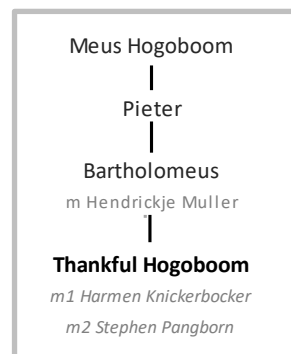 Meus Hogoboom
Pieter
Bartholomeus
m Hendrickje Muller
Thankful Hogoboom
m1 Harmen Knickerbocker
m2 Stephen Pangborn